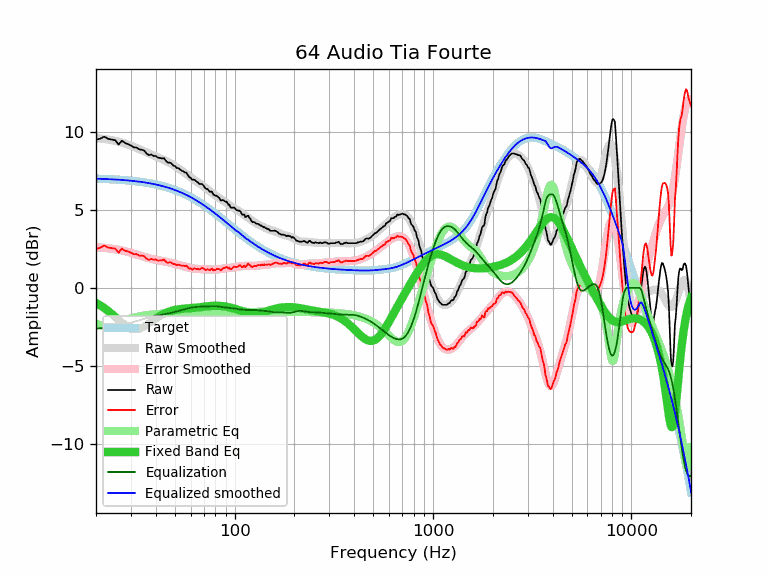 64 Audio Tia Fourte
Amplitude (dBr)
10
5
0
−5
−10
Target
Raw Smoothed
Error Smoothed
Raw
Error
Parametric Eq
Fixed Band Eq
Equalization
Equalized smoothed
100
1000
10000
Frequency (Hz)